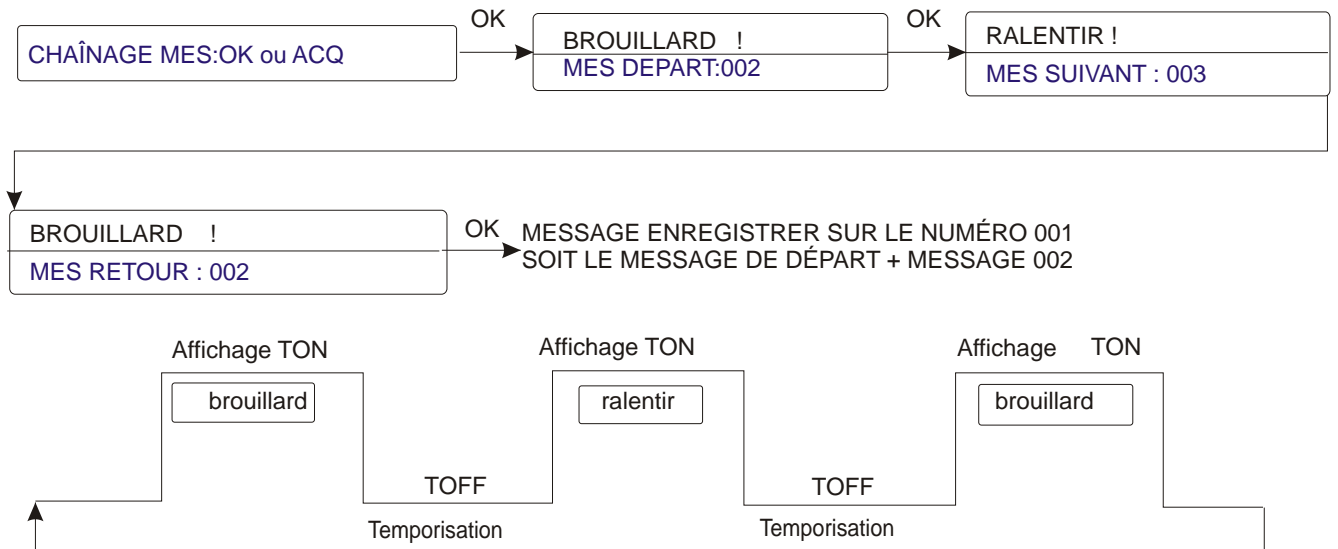 OK
OK
CHAÎNAGE MES:OK ou ACQ
BROUILLARD !
MES DEPART:002
RALENTIR !
MES SUIVANT : 003
BROUILLARD !
MES RETOUR : 002
OK
MESSAGE ENREGISTRER SUR LE NUMÉRO 001
SOIT LE MESSAGE DE DÉPART + MESSAGE 002
Affichage TON
Affichage TON
Affichage TON
brouillard
ralentir
brouillard
TOFF
TOFF
Temporisation
Temporisation